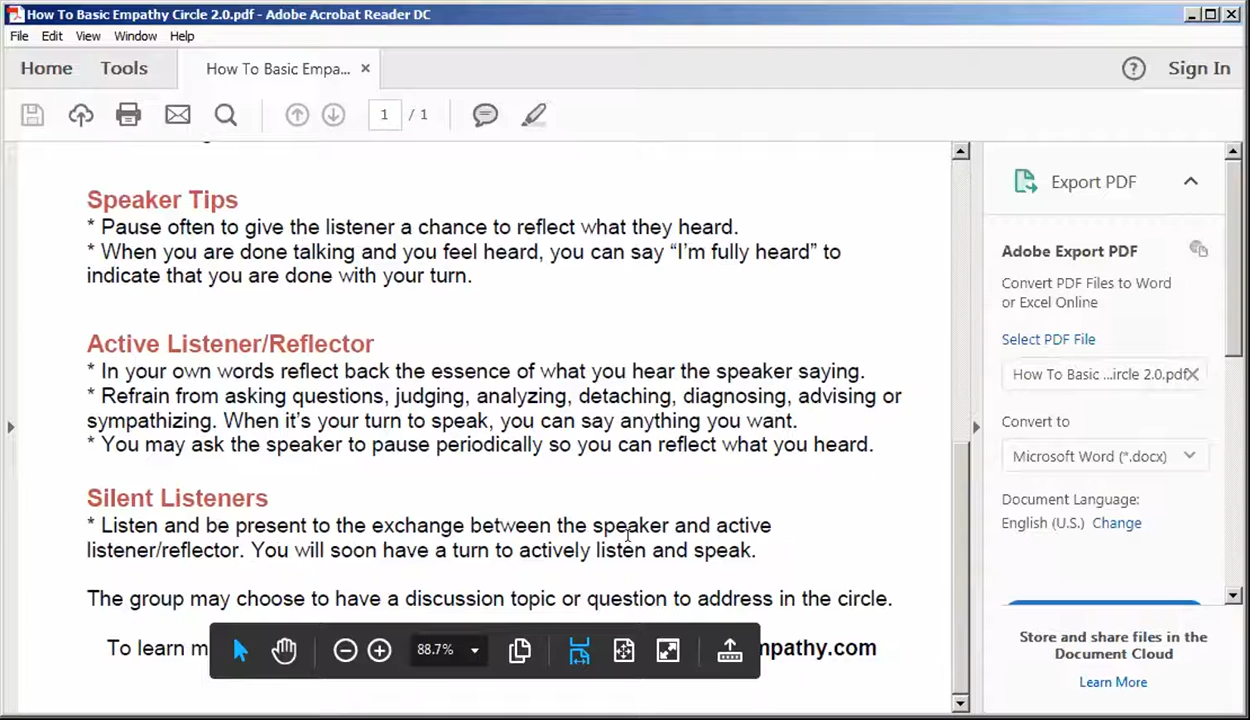 How To Basic Empathy Circle 2.0.pdf - Adobe Acrobat Reader DC
File Edit View Window Help
Home Tools How To Basic Empa... × Sign In
1 / 1
Speaker Tips
* Pause often to give the listener a chance to reflect what they heard.
* When you are done talking and you feel heard, you can say “I’m fully heard” to
indicate that you are done with your turn.
Active Listener/Reflector
* In your own words reflect back the essence of what you hear the speaker saying.
* Refrain from asking questions, judging, analyzing, detaching, diagnosing, advising or
sympathizing. When it’s your turn to speak, you can say anything you want.
* You may ask the speaker to pause periodically so you can reflect what you heard.
Silent Listeners
* Listen and be present to the exchange between the speaker and active
listener/reflector. You will soon have a turn to actively listen and speak.
The group may choose to have a discussion topic or question to address in the circle.
To learn m
mpathy.com
88.7%
Export PDF
Adobe Export PDF
Convert PDF Files to Word
or Excel Online
Select PDF File
How To Basic ...ircle 2.0.pdf
Convert to
Microsoft Word (*.docx)
Document Language:
English (U.S.) Change
Store and share files in the
Document Cloud
Learn More